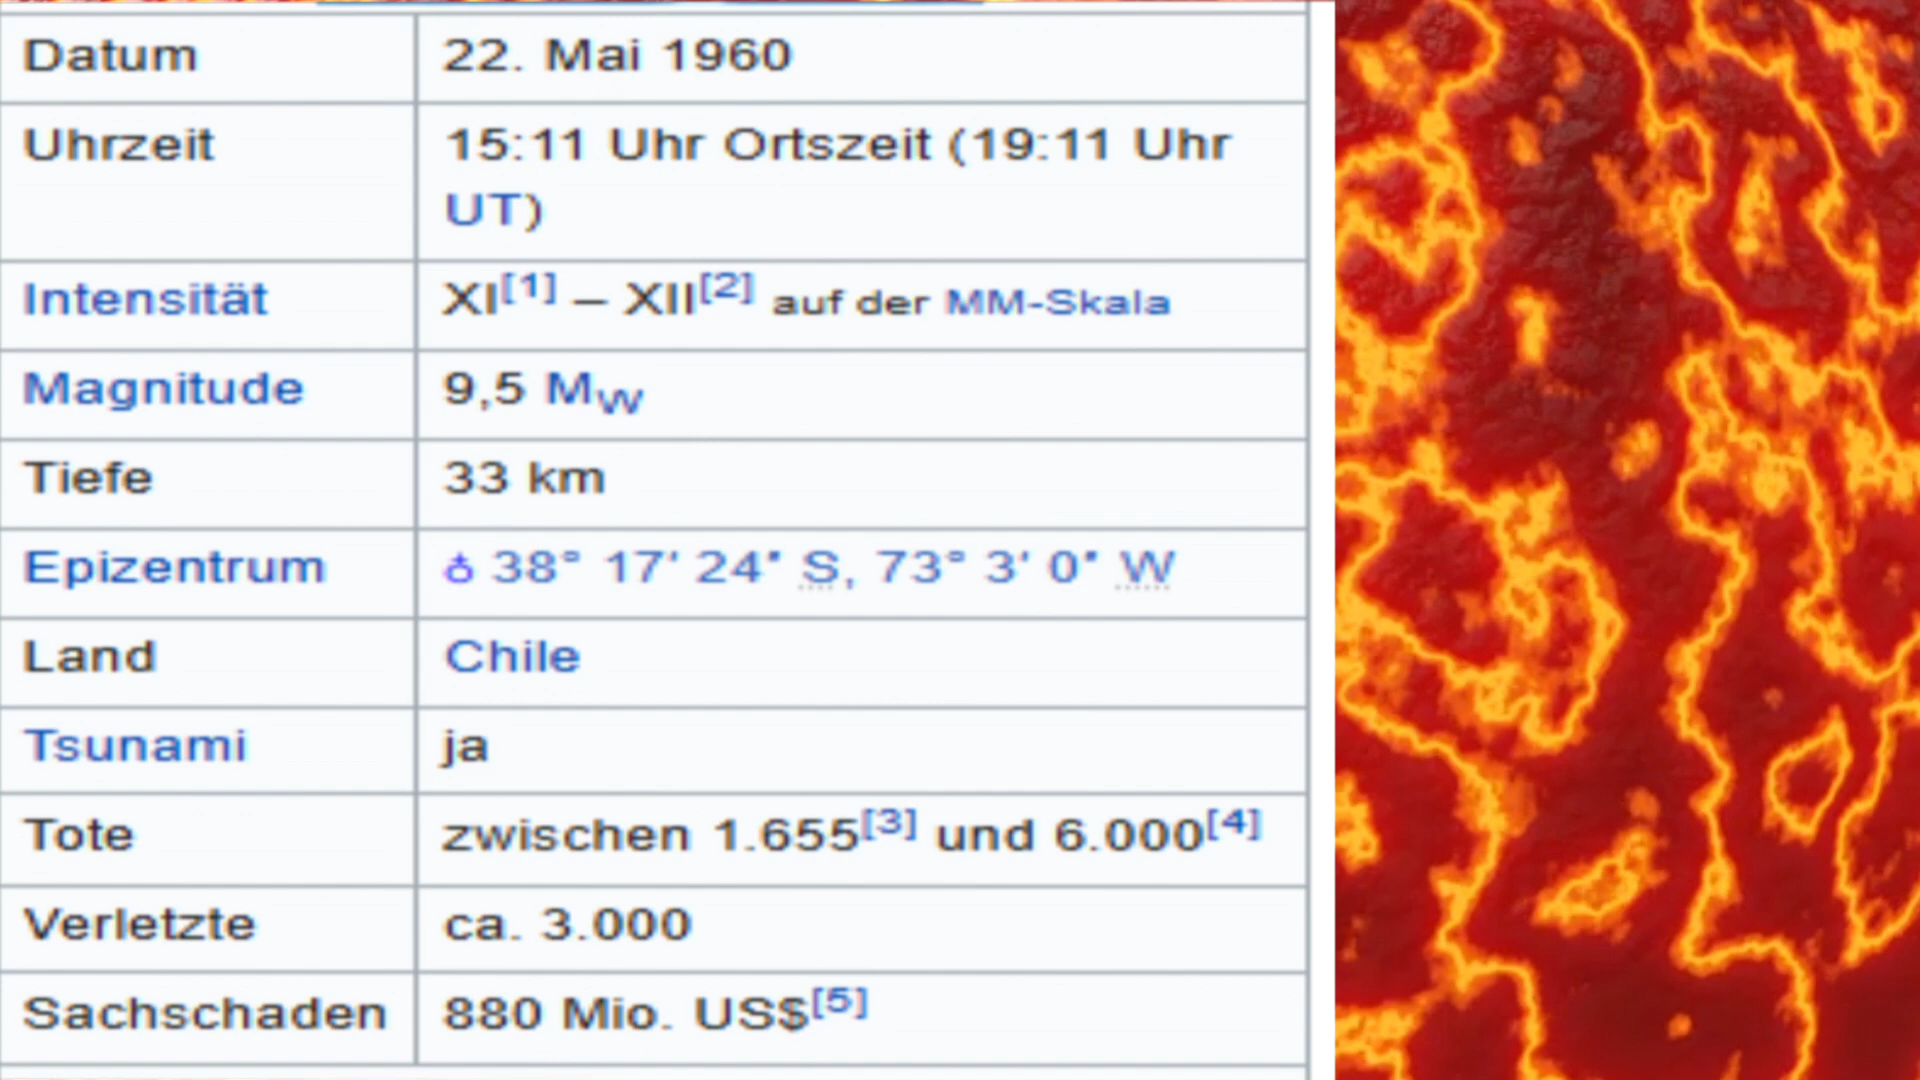 Datum 22. Mai 1960
Uhrzeit 15:11 Uhr Ortszeit (19:11 Uhr
UT)
Intensität XI[1] – XII[2] auf der MM-Skala
Magnitude 9,5 MW
Tiefe 33 km
Epizentrum ♁ 38° 17′ 24″ S, 73° 3′ 0″ W
Land Chile
Tsunami ja
Tote zwischen 1.655[3] und 6.000[4]
Verletzte ca. 3.000
Sachschaden 880 Mio. US$[5]